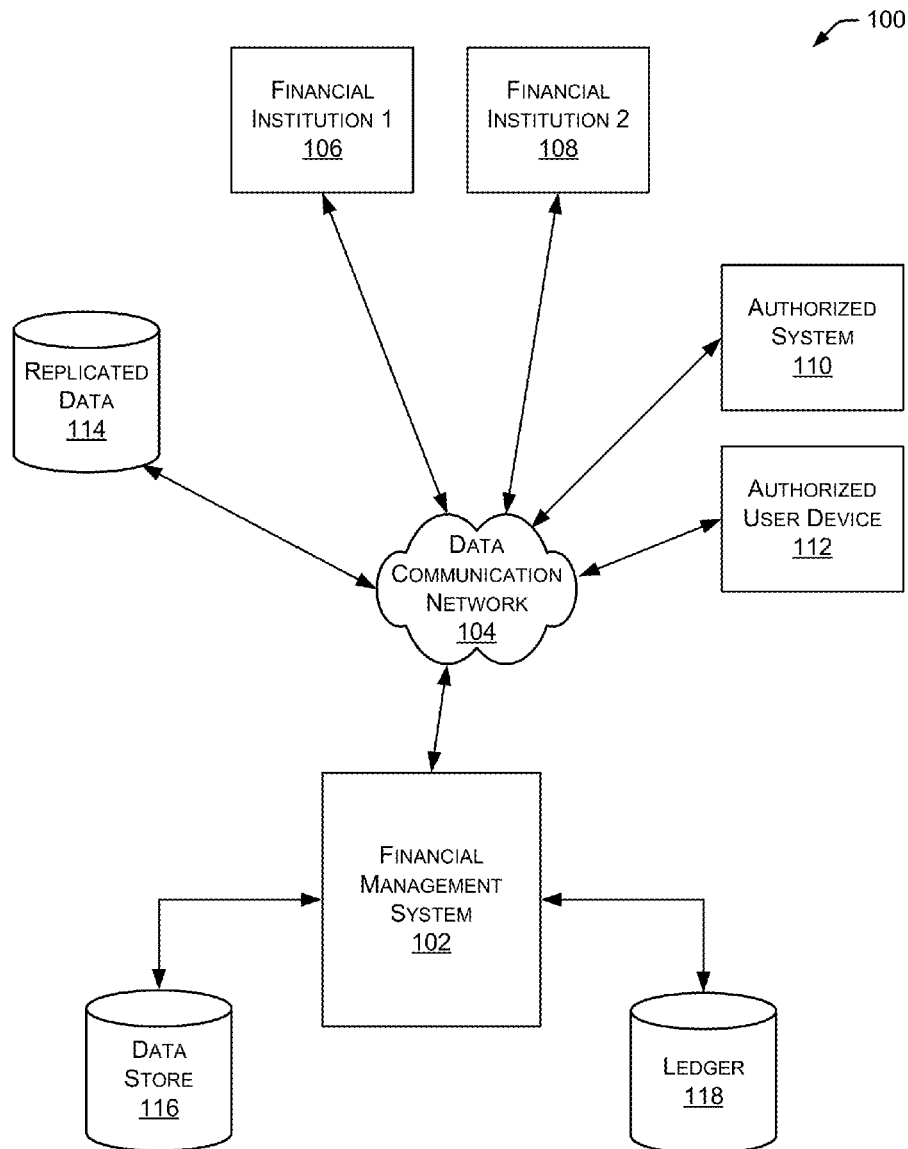 100
FINANCIAL
INSTITUTION 1
106
FINANCIAL
INSTITUTION 2
108
AUTHORIZED
SYSTEM
110
REPLICATED
DATA
114
AUTHORIZED
USER DEVICE
112
DATA
COMMUNICATION
NETWORK
104
FINANCIAL
MANAGEMENT
SYSTEM
102
DATA
STORE
116
LEDGER
118